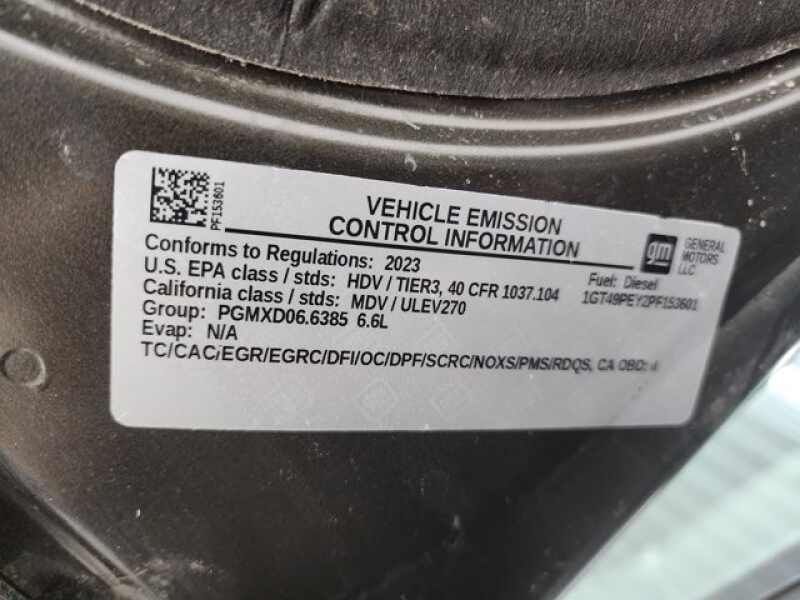 PF153601
VEHICLE EMISSION
CONTROL INFORMATION
gm
GENERAL
MOTORS
LLC
Conforms to Regulations: 2023
Fuel: Diesel
U.S. EPA class / stds: HDV / TIER3, 40 CFR 1037.104
1GT49PEY2PF153601
California class / stds: MDV / ULEV270
Group: PGMXD06.6385 6.6L
Evap: N/A
TC/CAC/EGR/EGRC/DFI/OC/DPF/SCRC/NOXS/PMS/RDQS, CA OBD: